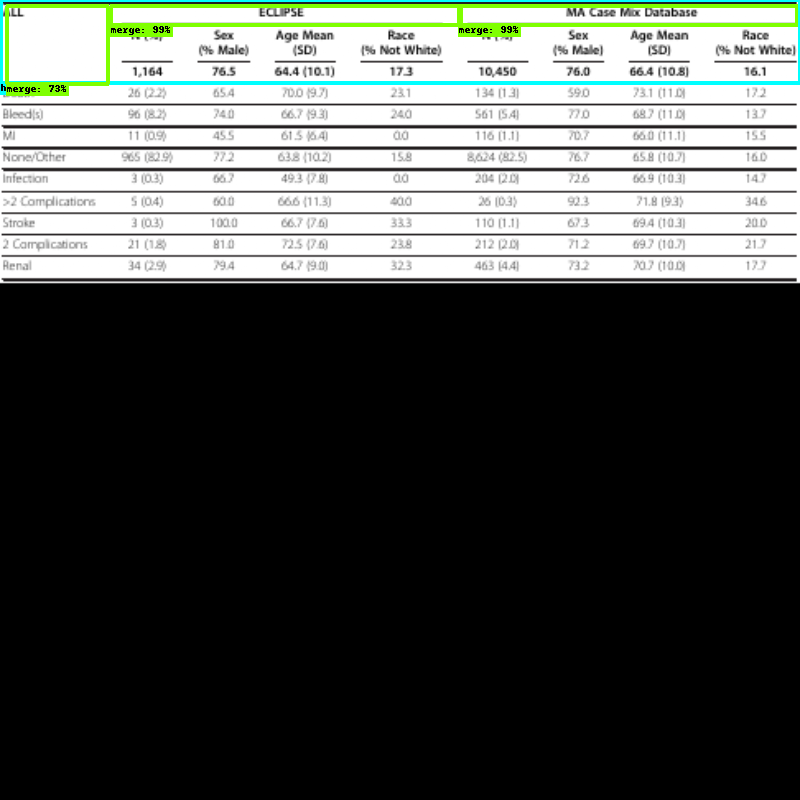 ALL ECLIPSE MA Case Mix Database
merge: 99% merge: 99%
Sex Age Mean Race Sex Age Mean Race
(% Male) (SD) (% Not White) (% Male) (SD) (% Not White)
1,164 76.5 64.4 (10.1) 17.3 10,450 76.0 66.4 (10.8) 16.1
merge: 73%
26 (2.2) 65.4 70.0 (9.7) 23.1 134 (1.3) 59.0 73.1 (11.0) 17.2
Bleed(s) 96 (8.2) 74.0 66.7 (9.3) 24.0 561 (5.4) 77.0 68.7 (11.0) 13.7
MI 11 (0.9) 45.5 61.5 (6.4) 0.0 116 (1.1) 70.7 66.0 (11.1) 15.5
None/Other 965 (82.9) 77.2 63.8 (10.2) 15.8 8,624 (82.5) 76.7 65.8 (10.7) 16.0
Infection 3 (0.3) 66.7 49.3 (7.8) 0.0 204 (2.0) 72.6 66.9 (10.3) 14.7
>2 Complications 5 (0.4) 60.0 66.6 (11.3) 40.0 26 (0.3) 92.3 71.8 (9.3) 34.6
Stroke 3 (0.3) 100.0 66.7 (7.6) 33.3 110 (1.1) 67.3 69.4 (10.3) 20.0
2 Complications 21 (1.8) 81.0 72.5 (7.6) 23.8 212 (2.0) 71.2 69.7 (10.7) 21.7
Renal 34 (2.9) 79.4 64.7 (9.0) 32.3 463 (4.4) 73.2 70.7 (10.0) 17.7